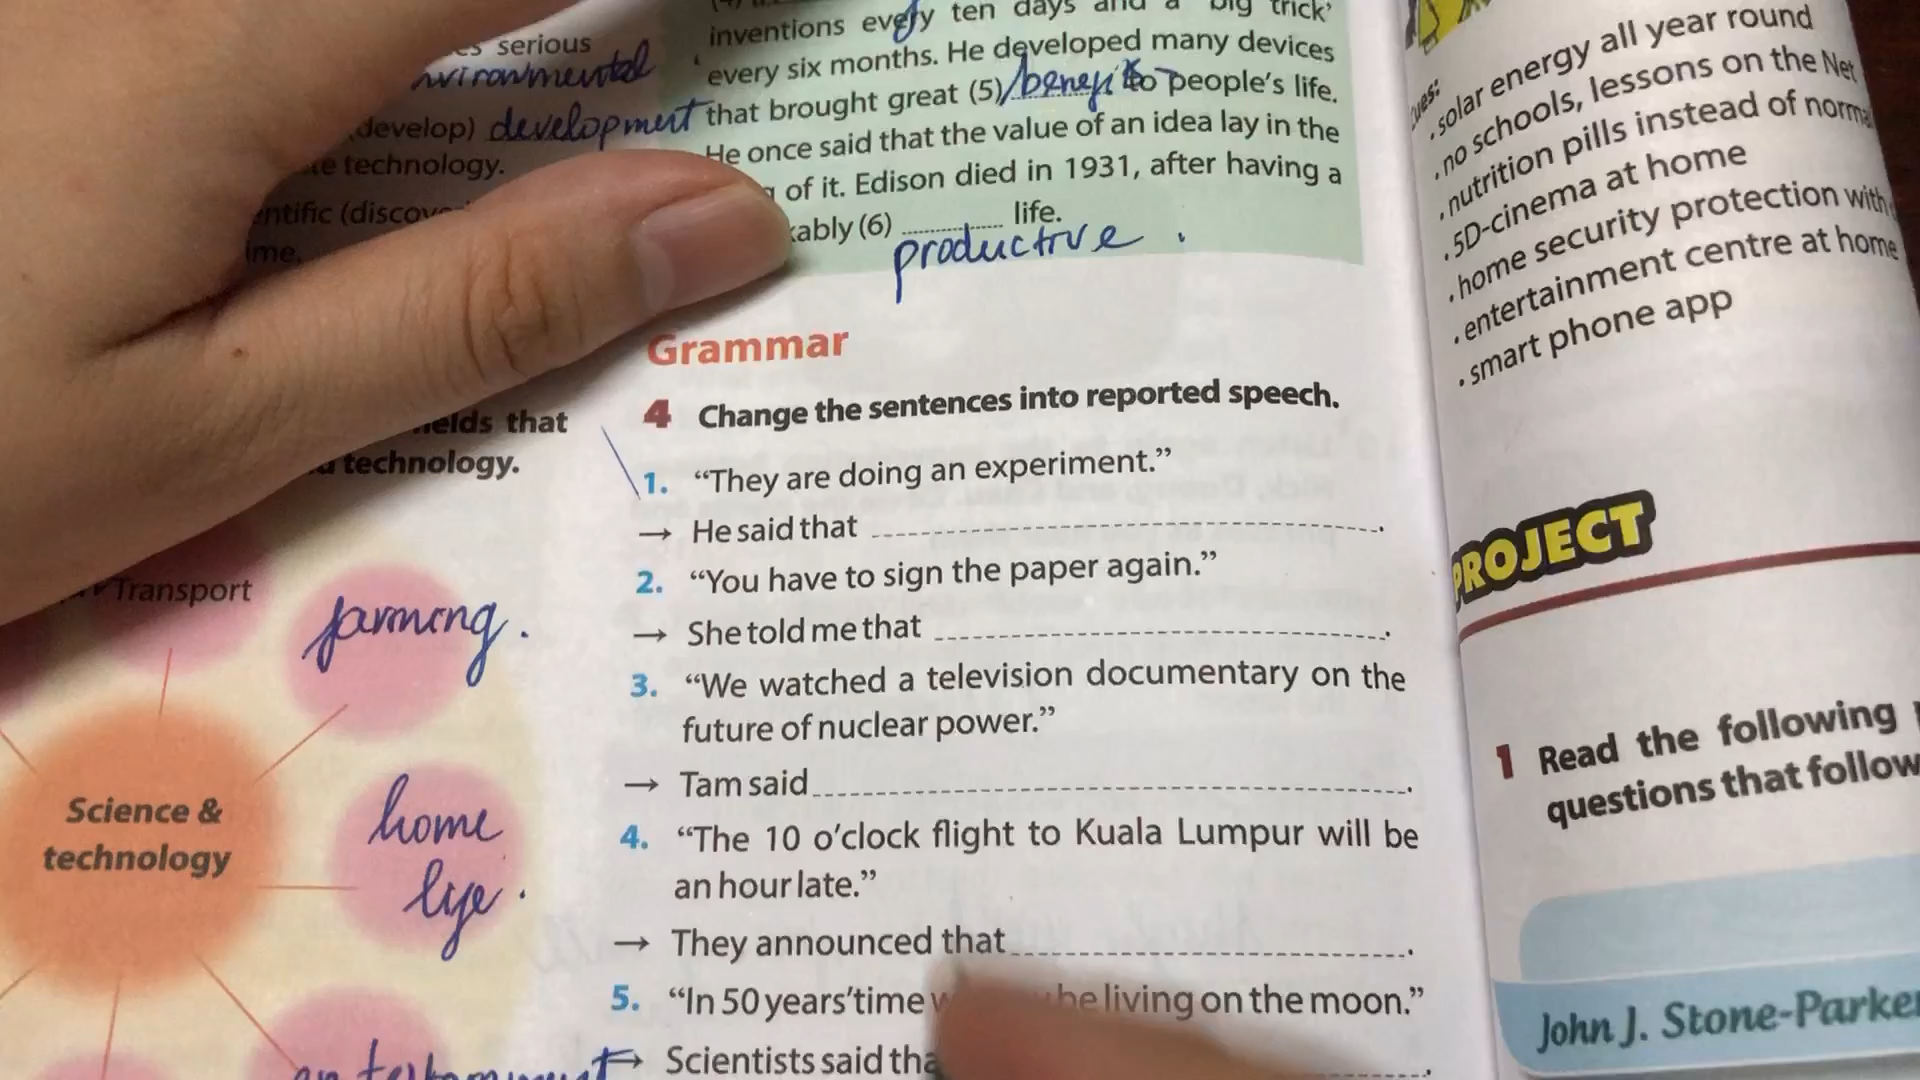 serious
environmental
develop) development
technology.
entific
inventions every ten days and a 'big trick'
every six months. He developed many devices
that brought great (5) benefit to people's life.
He once said that the value of an idea lay in the
of it. Edison died in 1931, after having a
(6) life.
productive.
Grammar
4 Change the sentences into reported speech.
1. "They are doing an experiment."
→ He said that
2. "You have to sign the paper again."
→ She told me that
3. "We watched a television documentary on the
future of nuclear power."
→ Tam said
4. "The 10 o'clock flight to Kuala Lumpur will be
an hour late."
→ They announced that
5. "In 50 years'time be living on the moon."
→ Scientists said
that
technology.
Transport
farming.
Science &
technology
home
life.
.solar energy all year round
.no schools, lessons on the Net
.nutrition pills instead of
.5D-cinema at home
.home security protection with
.entertainment centre at home
.smart phone app
PROJECT
1 Read the following
questions that follow
John J. Stone-Parker